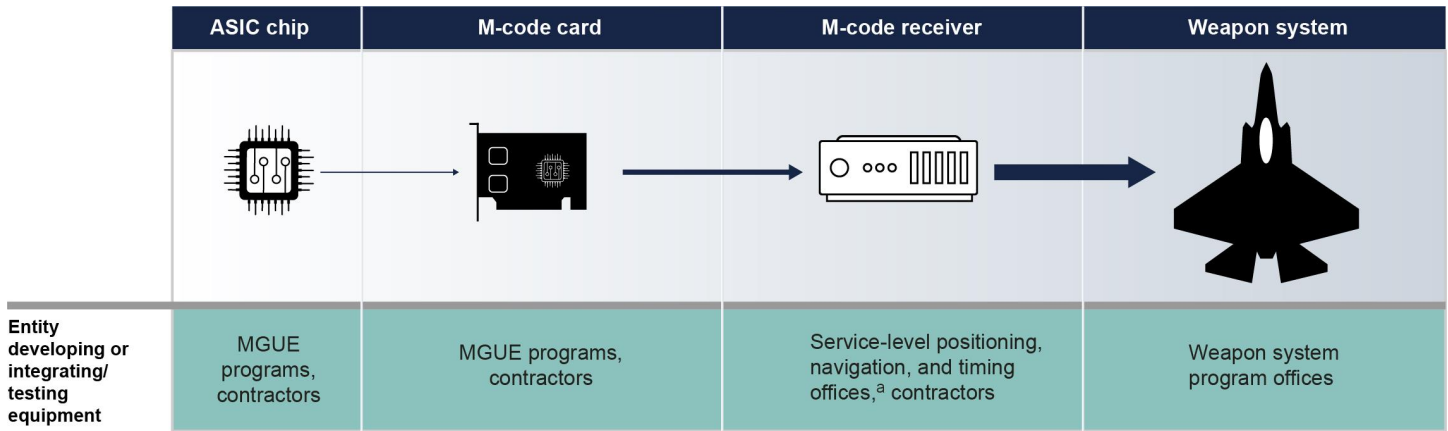 ASIC chip
M-code card
M-code receiver
Weapon system
Entity
developing or
integrating/
testing
equipment
MGUE
programs,
contractors
MGUE programs,
contractors
Service-level positioning,
navigation, and timing
offices,a contractors
Weapon system
program offices